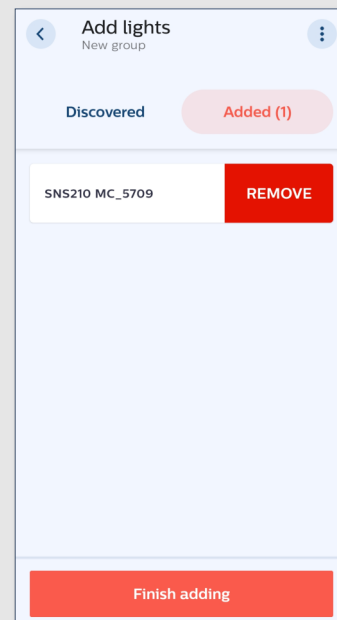 Add lights
New group
Discovered
Added (1)
SNS210 MC_5709
REMOVE
Finish adding